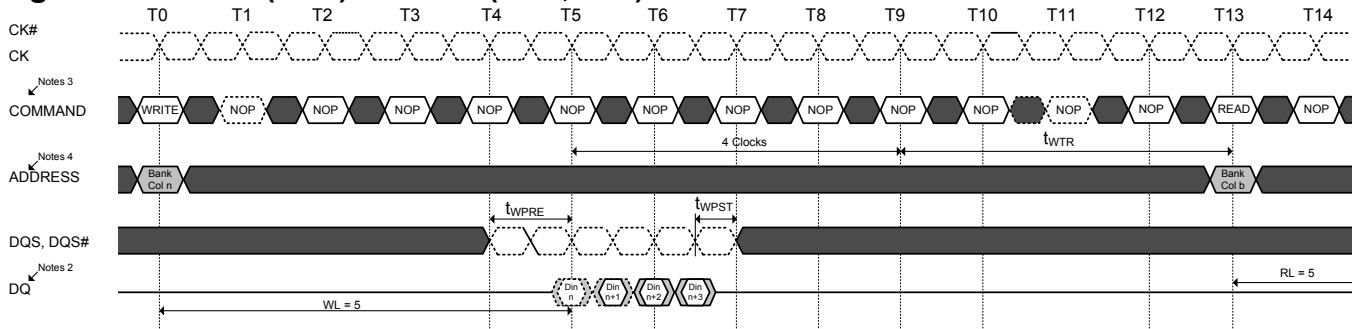 T0 T1 T2 T3 T4 T5 T6 T7 T8 T9 T10 T11 T12 T13 T14
CK#
CK
Notes 3
COMMAND
WRITE NOP NOP NOP NOP NOP NOP NOP NOP NOP NOP NOP NOP READ NOP
4 Clocks
tWTR
Notes 4
ADDRESS
Bank
Col n
Bank
Col b
tWPRE
tWPST
DQS, DQS#
Notes 2
DQ
Din
n
Din
n+1
Din
n+2
Din
n+3
WL = 5
RL = 5